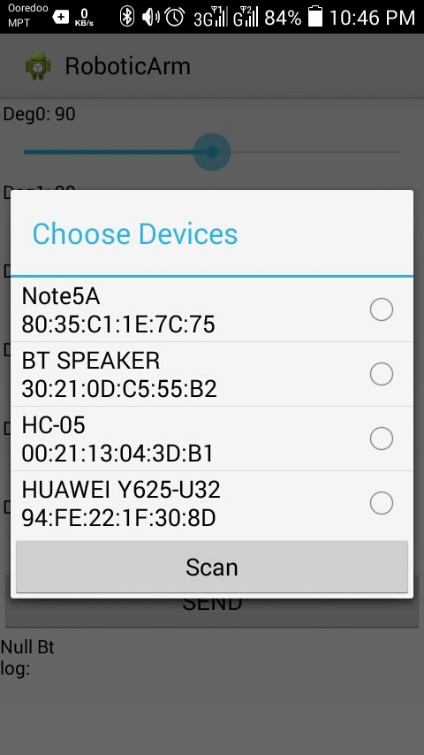 Ooredoo
MPT
0
KB/s
3G
G
84%
10:46 PM
RoboticArm
Deg0: 90
Choose Devices
Note5A
80:35:C1:1E:7C:75
BT SPEAKER
30:21:0D:C5:55:B2
HC-05
00:21:13:04:3D:B1
HUAWEI Y625-U32
94:FE:22:1F:30:8D
Scan
SEND
Null Bt
log: